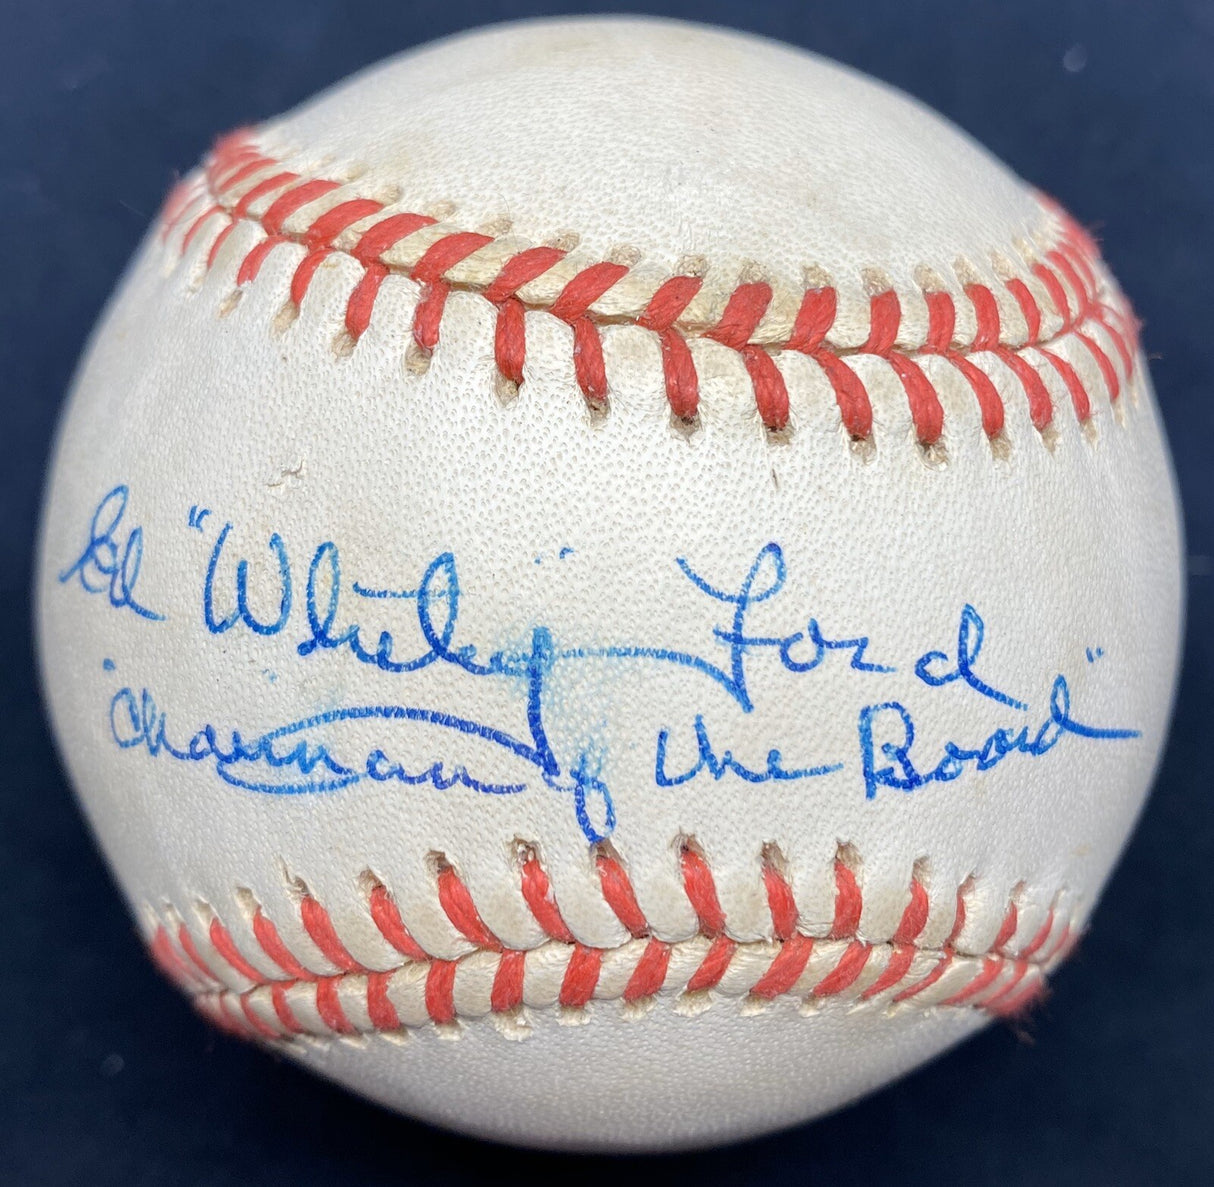 Ed "Whitey" Ford
"Chairman of the Board"